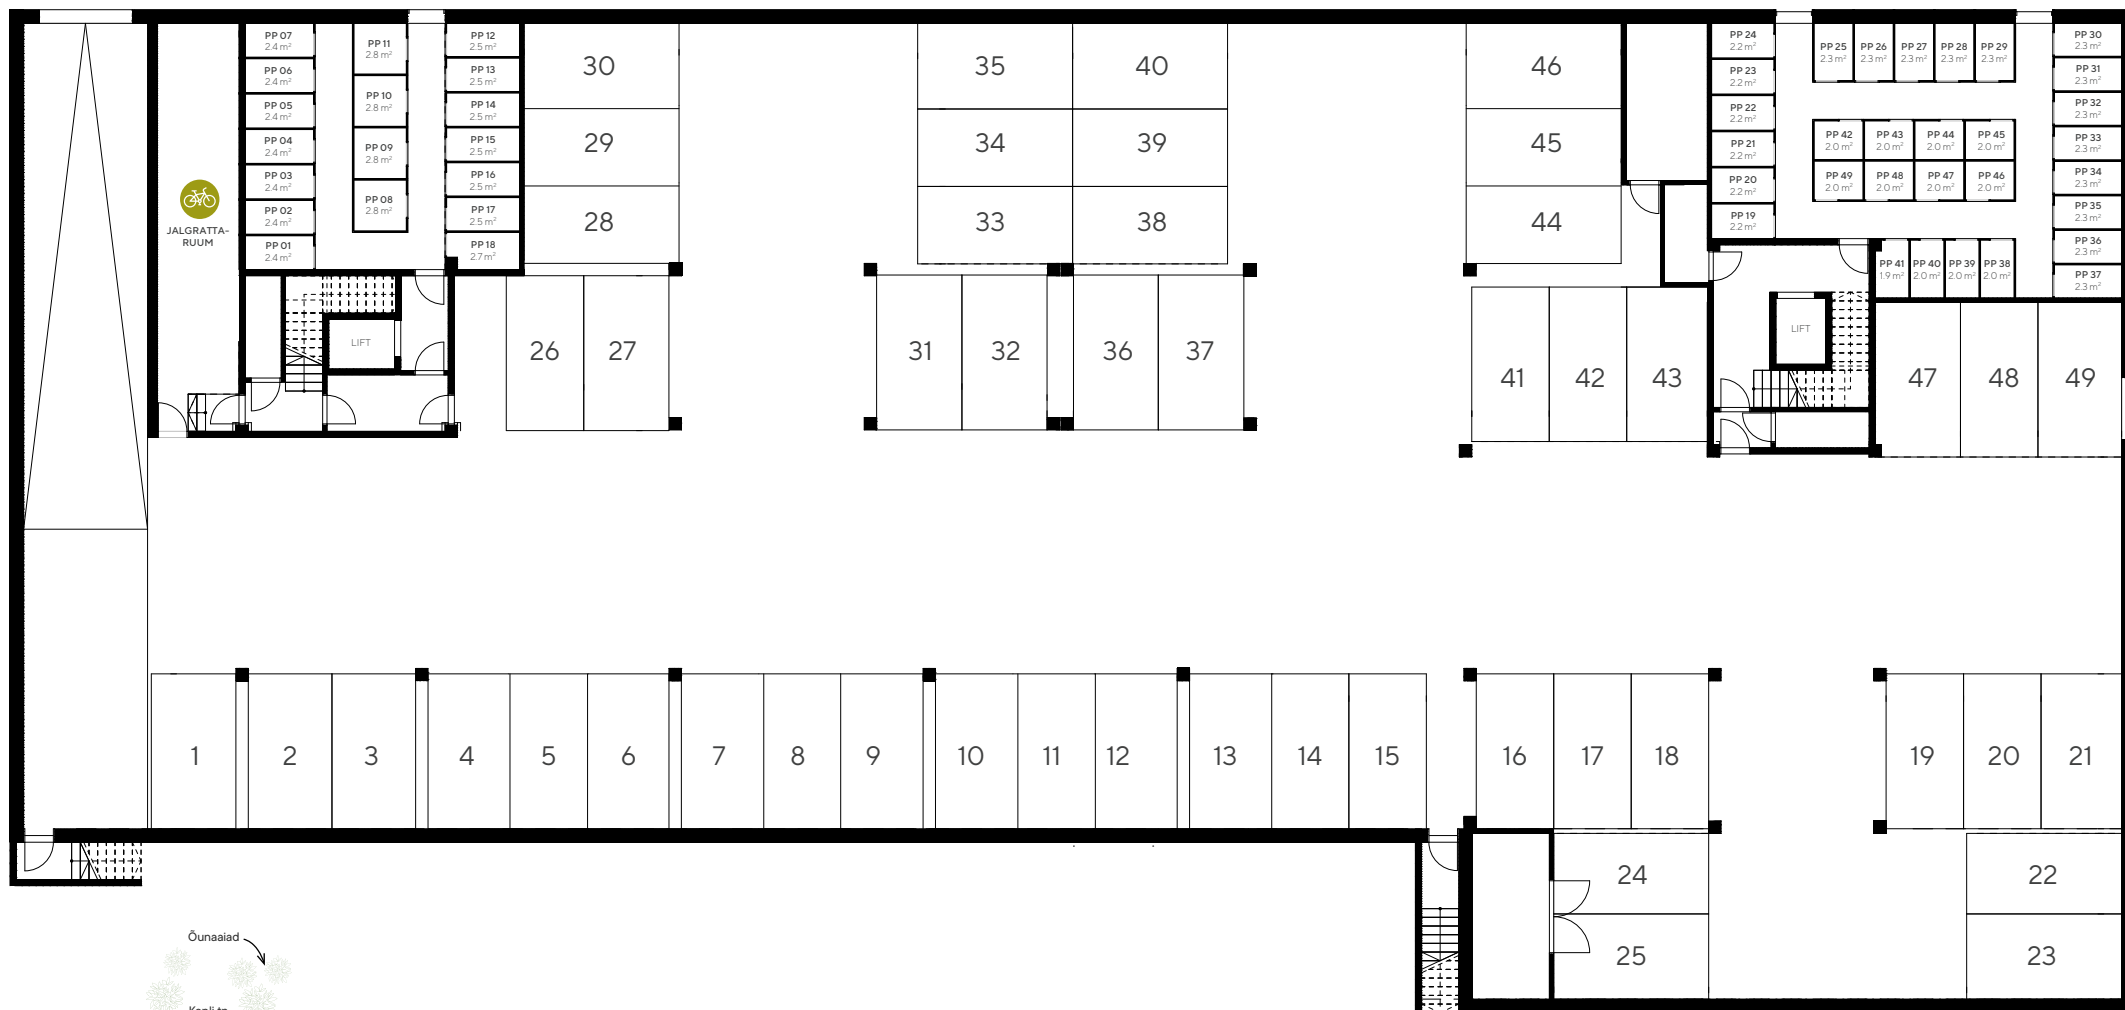 PP 07
2.4 m²
PP 06
2.4 m²
PP 05
2.4 m²
PP 04
2.4 m²
PP 03
2.4 m²
PP 02
2.4 m²
PP 01
2.4 m²
PP 11
2.8 m²
PP 10
2.8 m²
PP 09
2.8 m²
PP 08
2.8 m²
PP 12
2.5 m²
PP 13
2.5 m²
PP 14
2.5 m²
PP 15
2.5 m²
PP 16
2.5 m²
PP 17
2.5 m²
PP 18
2.7 m²
JALGRATTA-
RUUM
LIFT
30
29
28
26
27
35
34
33
40
39
38
31
32
36
37
46
45
44
41
42
43
PP 24
2.2 m²
PP 23
2.2 m²
PP 22
2.2 m²
PP 21
2.2 m²
PP 20
2.2 m²
PP 19
2.2 m²
PP 25
2.3 m²
PP 26
2.3 m²
PP 27
2.3 m²
PP 28
2.3 m²
PP 29
2.3 m²
PP 30
2.3 m²
PP 31
2.3 m²
PP 32
2.3 m²
PP 33
2.3 m²
PP 34
2.3 m²
PP 35
2.3 m²
PP 36
2.3 m²
PP 37
2.3 m²
PP 42
2.0 m²
PP 43
2.0 m²
PP 44
2.0 m²
PP 45
2.0 m²
PP 49
2.0 m²
PP 48
2.0 m²
PP 47
2.0 m²
PP 46
2.0 m²
PP 41
1.9 m²
PP 40
2.0 m²
PP 39
2.0 m²
PP 38
2.0 m²
LIFT
47
48
49
1
2
3
4
5
6
7
8
9
10
11
12
13
14
15
16
17
18
19
20
21
24
25
22
23
Õunaaiad